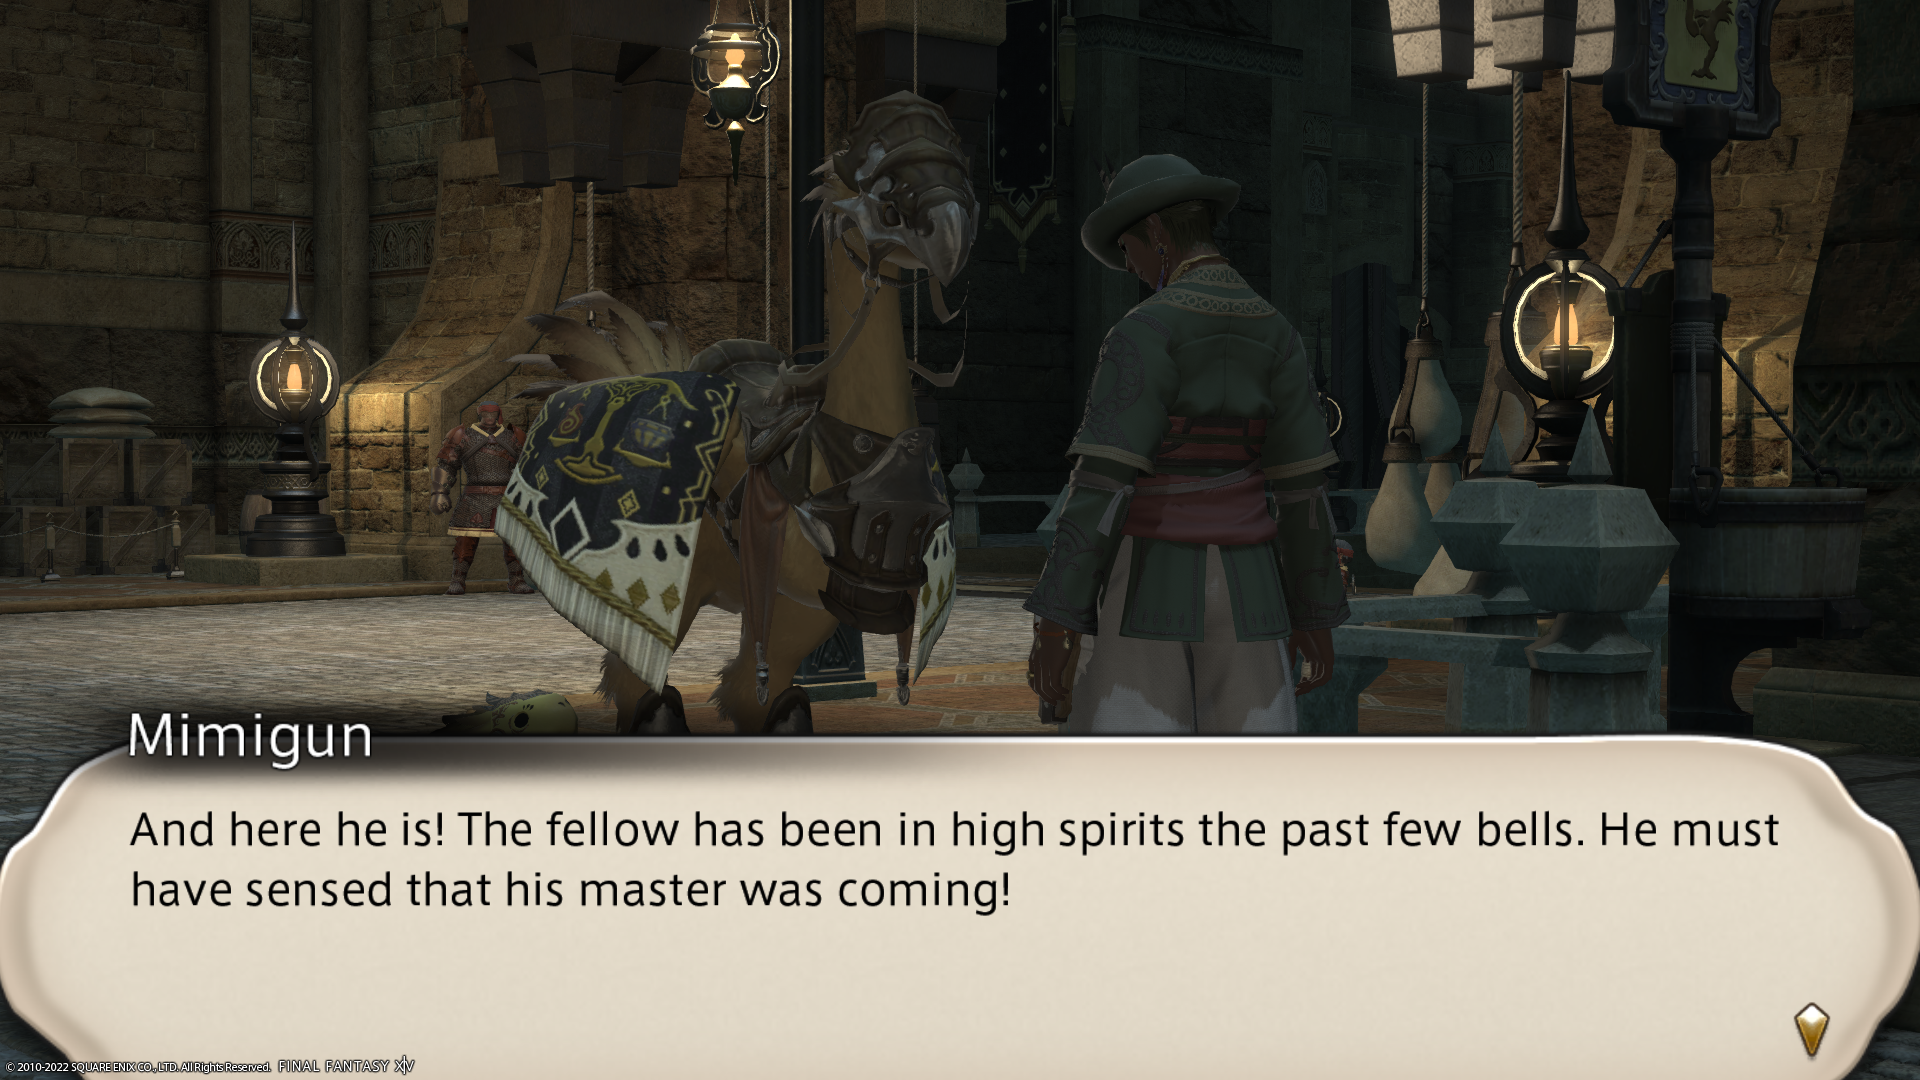 Mimigun
And here he is! The fellow has been in high spirits the past few bells. He must
have sensed that his master was coming!
© 2010-2022 SQUARE ENIX CO., LTD. All Rights Reserved. FINAL FANTASY XIV